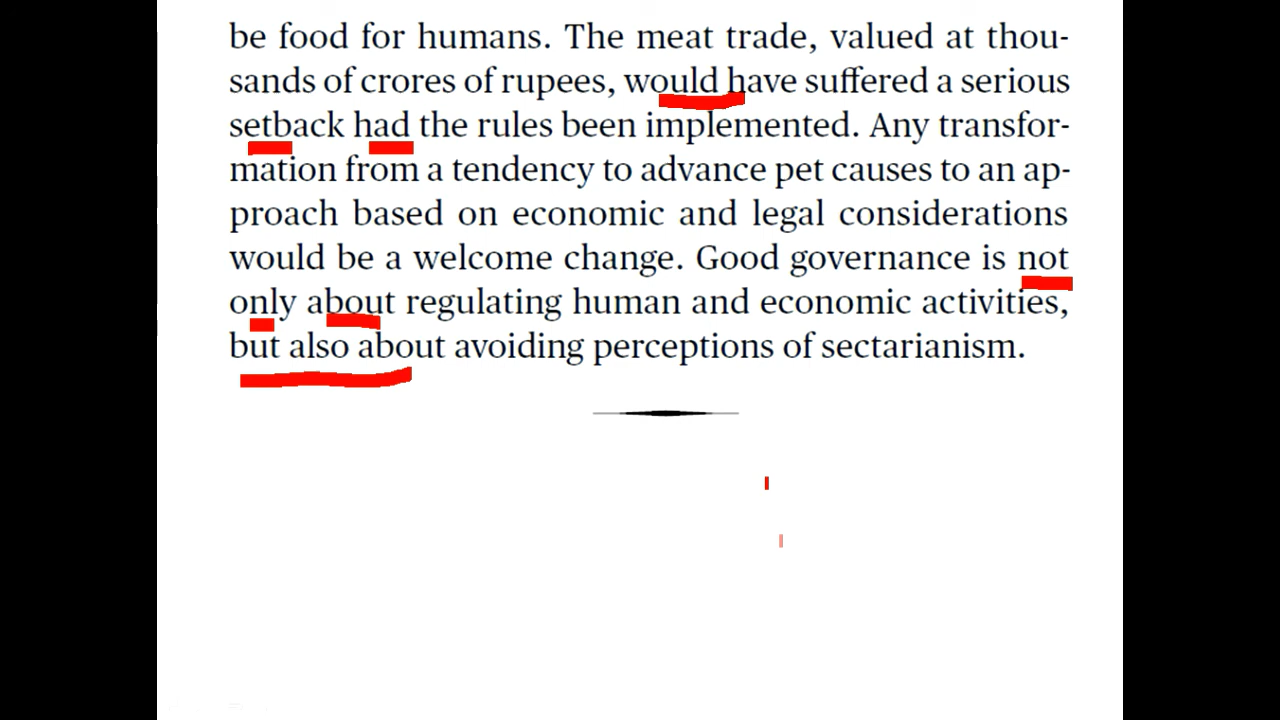 be food for humans. The meat trade, valued at thou-
sands of crores of rupees, would have suffered a serious
setback had the rules been implemented. Any transfor-
mation from a tendency to advance pet causes to an ap-
proach based on economic and legal considerations
would be a welcome change. Good governance is not
only about regulating human and economic activities,
but also about avoiding perceptions of sectarianism.